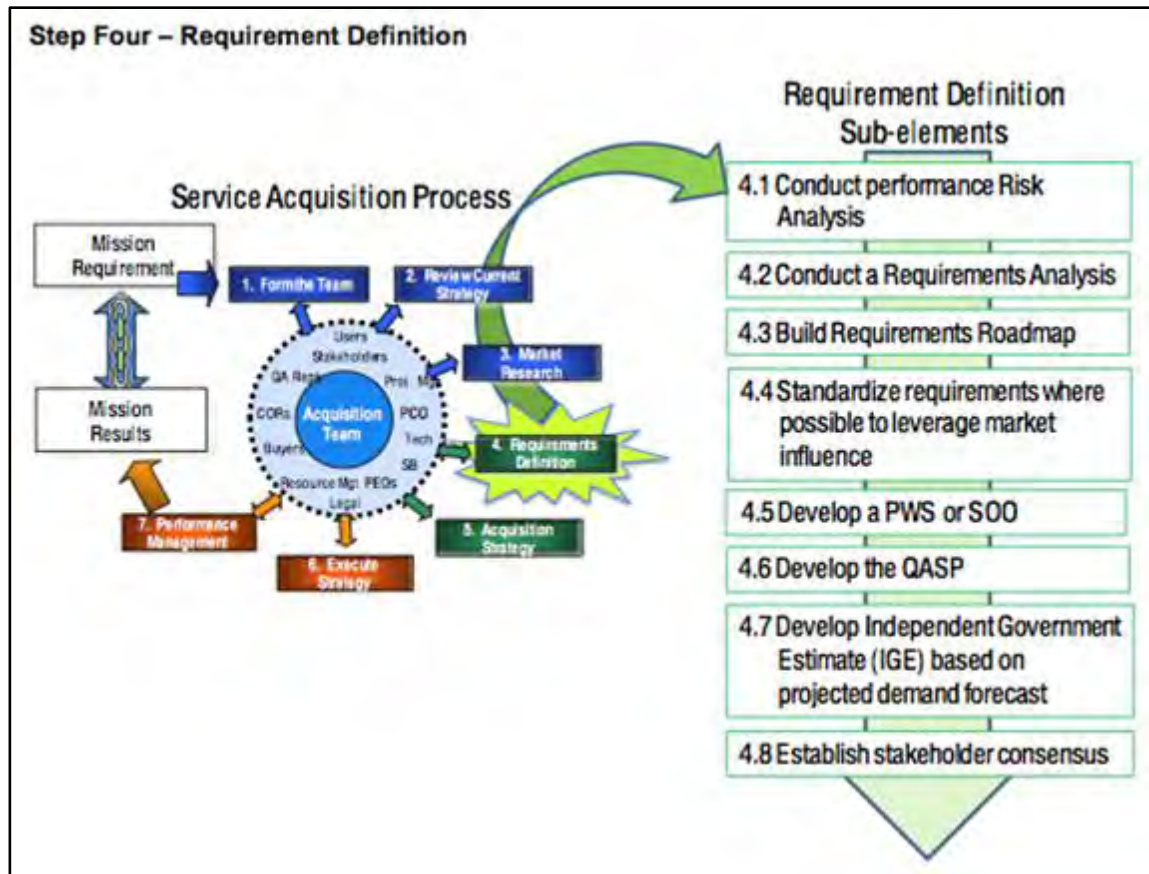 Step Four – Requirement Definition
Service Acquisition Process
Mission
Requirement
Mission
Results
1. Form the Team
2. Review Current
Strategy
3. Market
Research
4. Requirements
Definition
5. Acquisition
Strategy
6. Execute
Strategy
7. Performance
Management
Users
Stakeholders
QA Reps
Proj Mgr
CORs
Acquisition
Team
PCO
Tech
Buyers
SB
Resource Mgt PEOs
Legal
Requirement Definition
Sub-elements
4.1 Conduct performance Risk
Analysis
4.2 Conduct a Requirements Analysis
4.3 Build Requirements Roadmap
4.4 Standardize requirements where
possible to leverage market
influence
4.5 Develop a PWS or SOO
4.6 Develop the QASP
4.7 Develop Independent Government
Estimate (IGE) based on
projected demand forecast
4.8 Establish stakeholder consensus